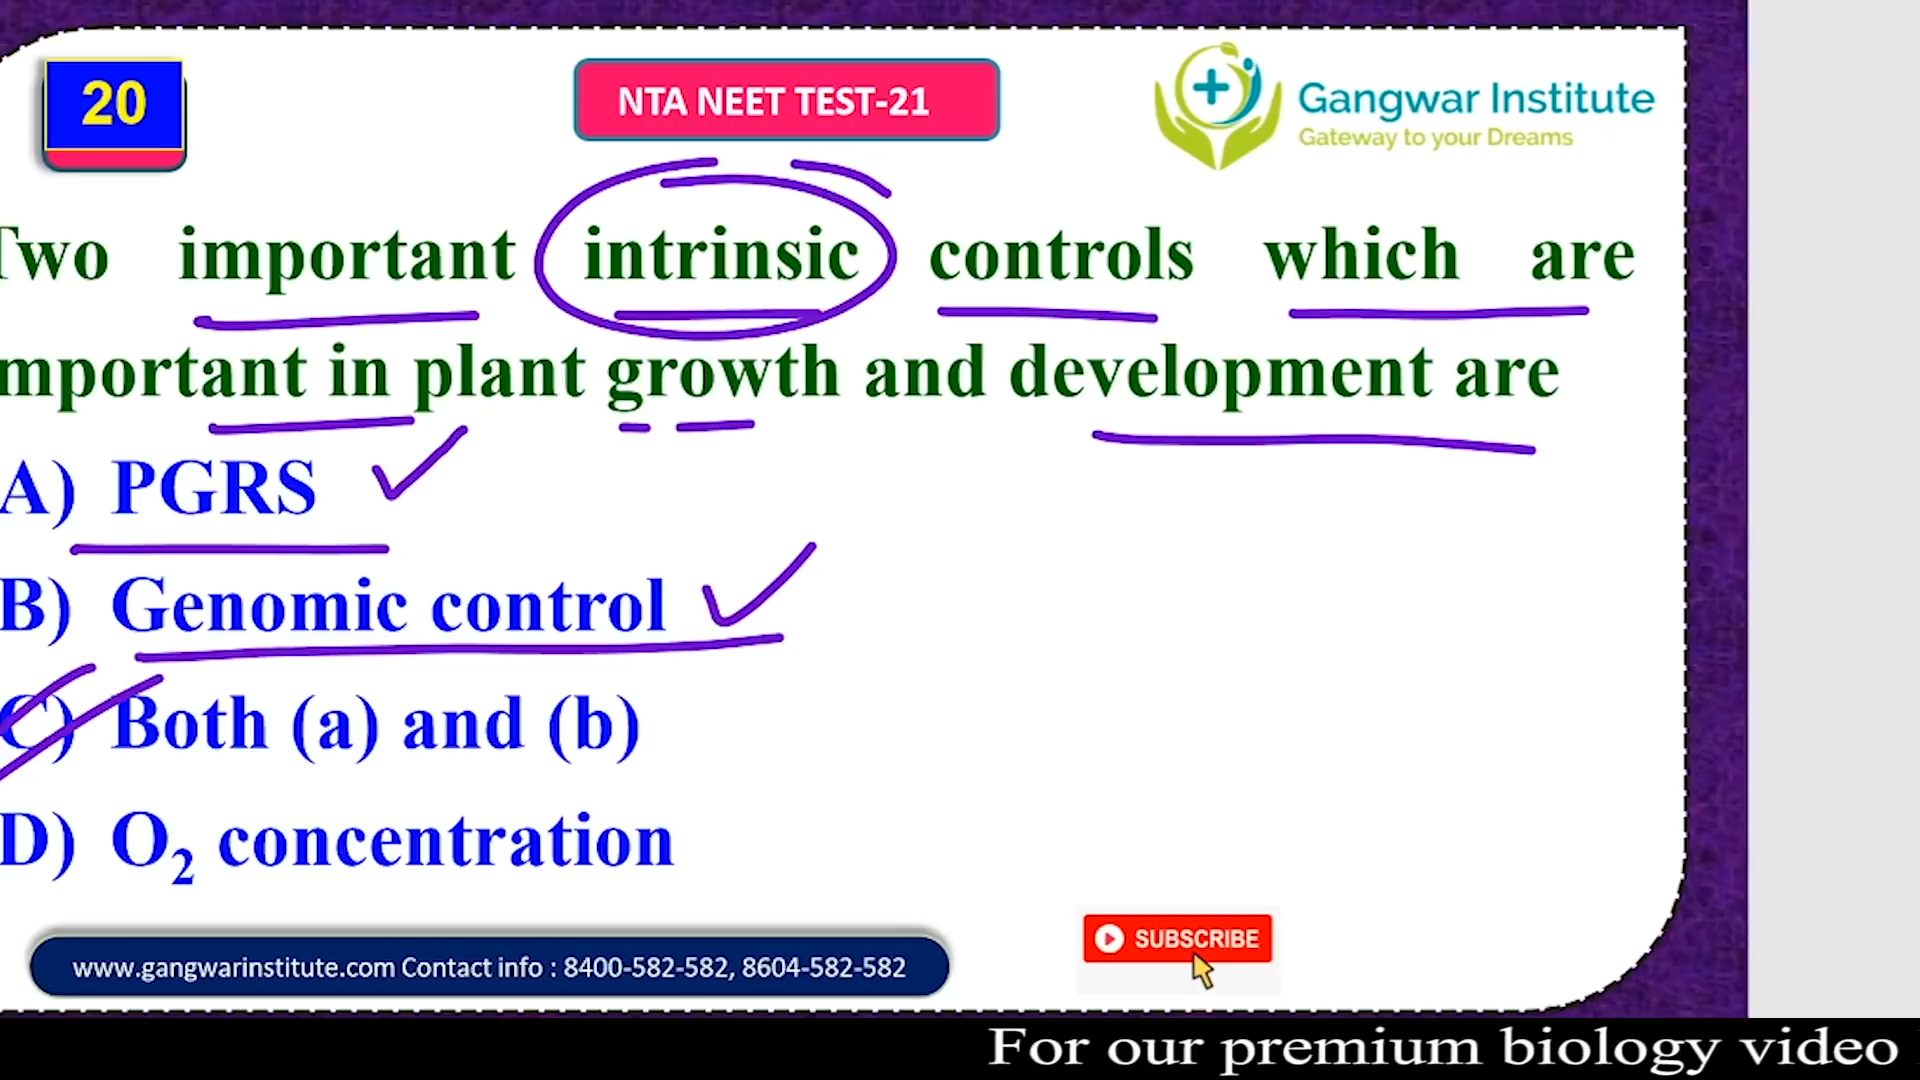 20
NTA NEET TEST-21
Gangwar Institute
Gateway to your Dreams
Two important intrinsic controls which are
mportant in plant growth and development are
A) PGRS
B) Genomic control
C) Both (a) and (b)
D) O₂ concentration
www.gangwarinstitute.com Contact info : 8400-582-582, 8604-582-582
SUBSCRIBE
For our premium biology video